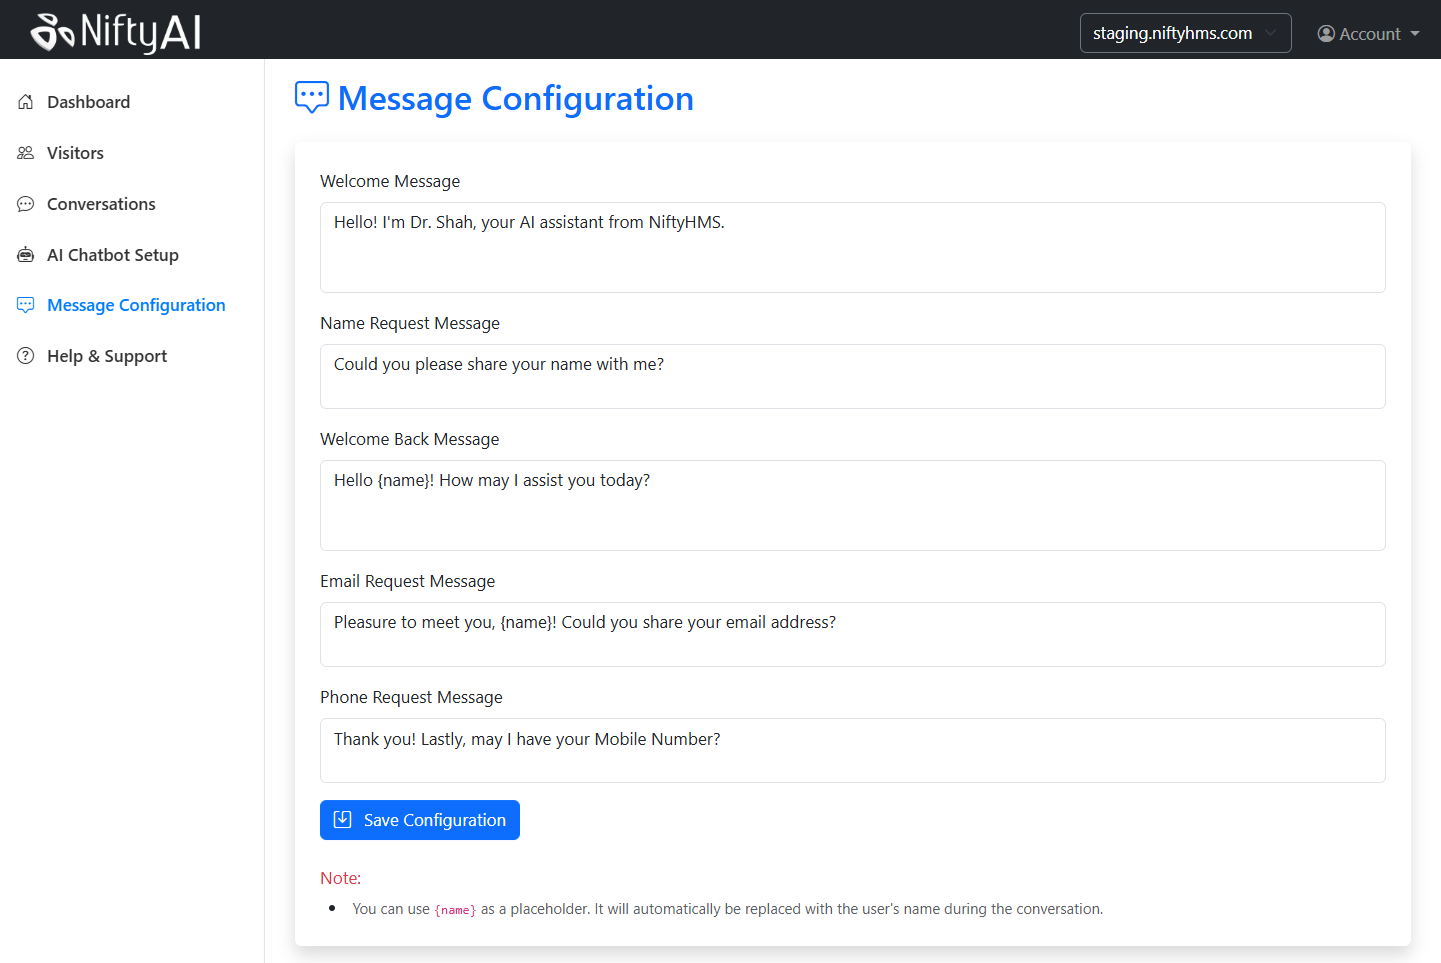 NiftyAI
staging.niftyhms.com
Account
Dashboard
Visitors
Conversations
AI Chatbot Setup
Message Configuration
Help & Support
Message Configuration
Welcome Message
Hello! I'm Dr. Shah, your AI assistant from NiftyHMS.
Name Request Message
Could you please share your name with me?
Welcome Back Message
Hello {name}! How may I assist you today?
Email Request Message
Pleasure to meet you, {name}! Could you share your email address?
Phone Request Message
Thank you! Lastly, may I have your Mobile Number?
Save Configuration
Note:
You can use {name} as a placeholder. It will automatically be replaced with the user's name during the conversation.